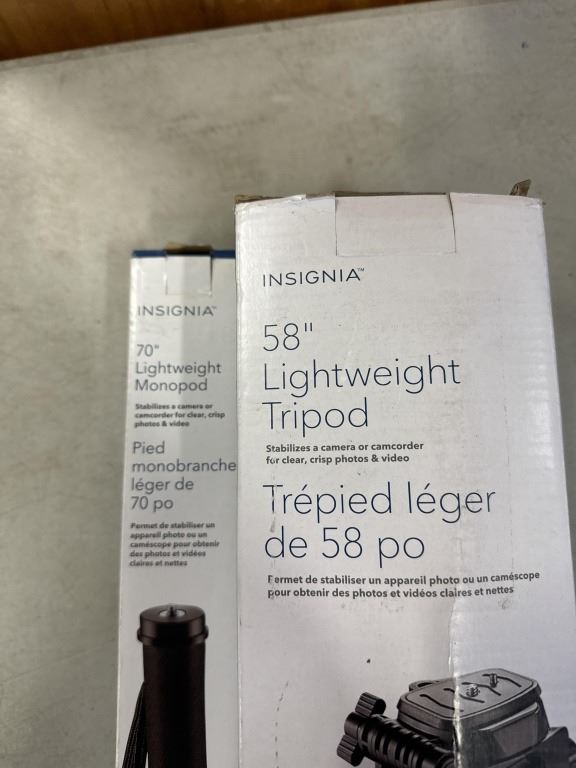 INSIGNIA™
70"
Lightweight
Monopod
Stabilizes a camera or
camcorder for clear, crisp
photos & video
Pied
monobranche
léger de
70 po
Permet de stabiliser un
appareil photo ou un
caméscope pour obtenir
des photos et vidéos
claires et nettes
INSIGNIA™
58"
Lightweight
Tripod
Stabilizes a camera or camcorder
for clear, crisp photos & video
Trépied léger
de 58 po
Permet de stabiliser un appareil photo ou un caméscope
pour obtenir des photos et vidéos claires et nettes